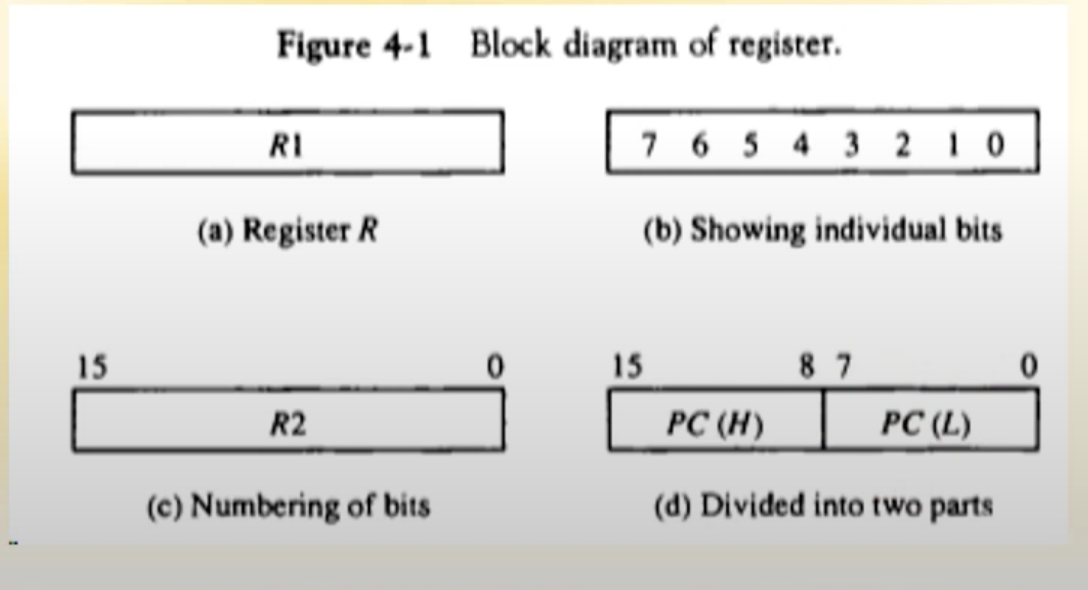 Figure 4-1 Block diagram of register.
R1
7 6 5 4 3 2 1 0
(a) Register R
(b) Showing individual bits
15 0
15 8 7 0
R2
PC (H) PC (L)
(c) Numbering of bits
(d) Divided into two parts